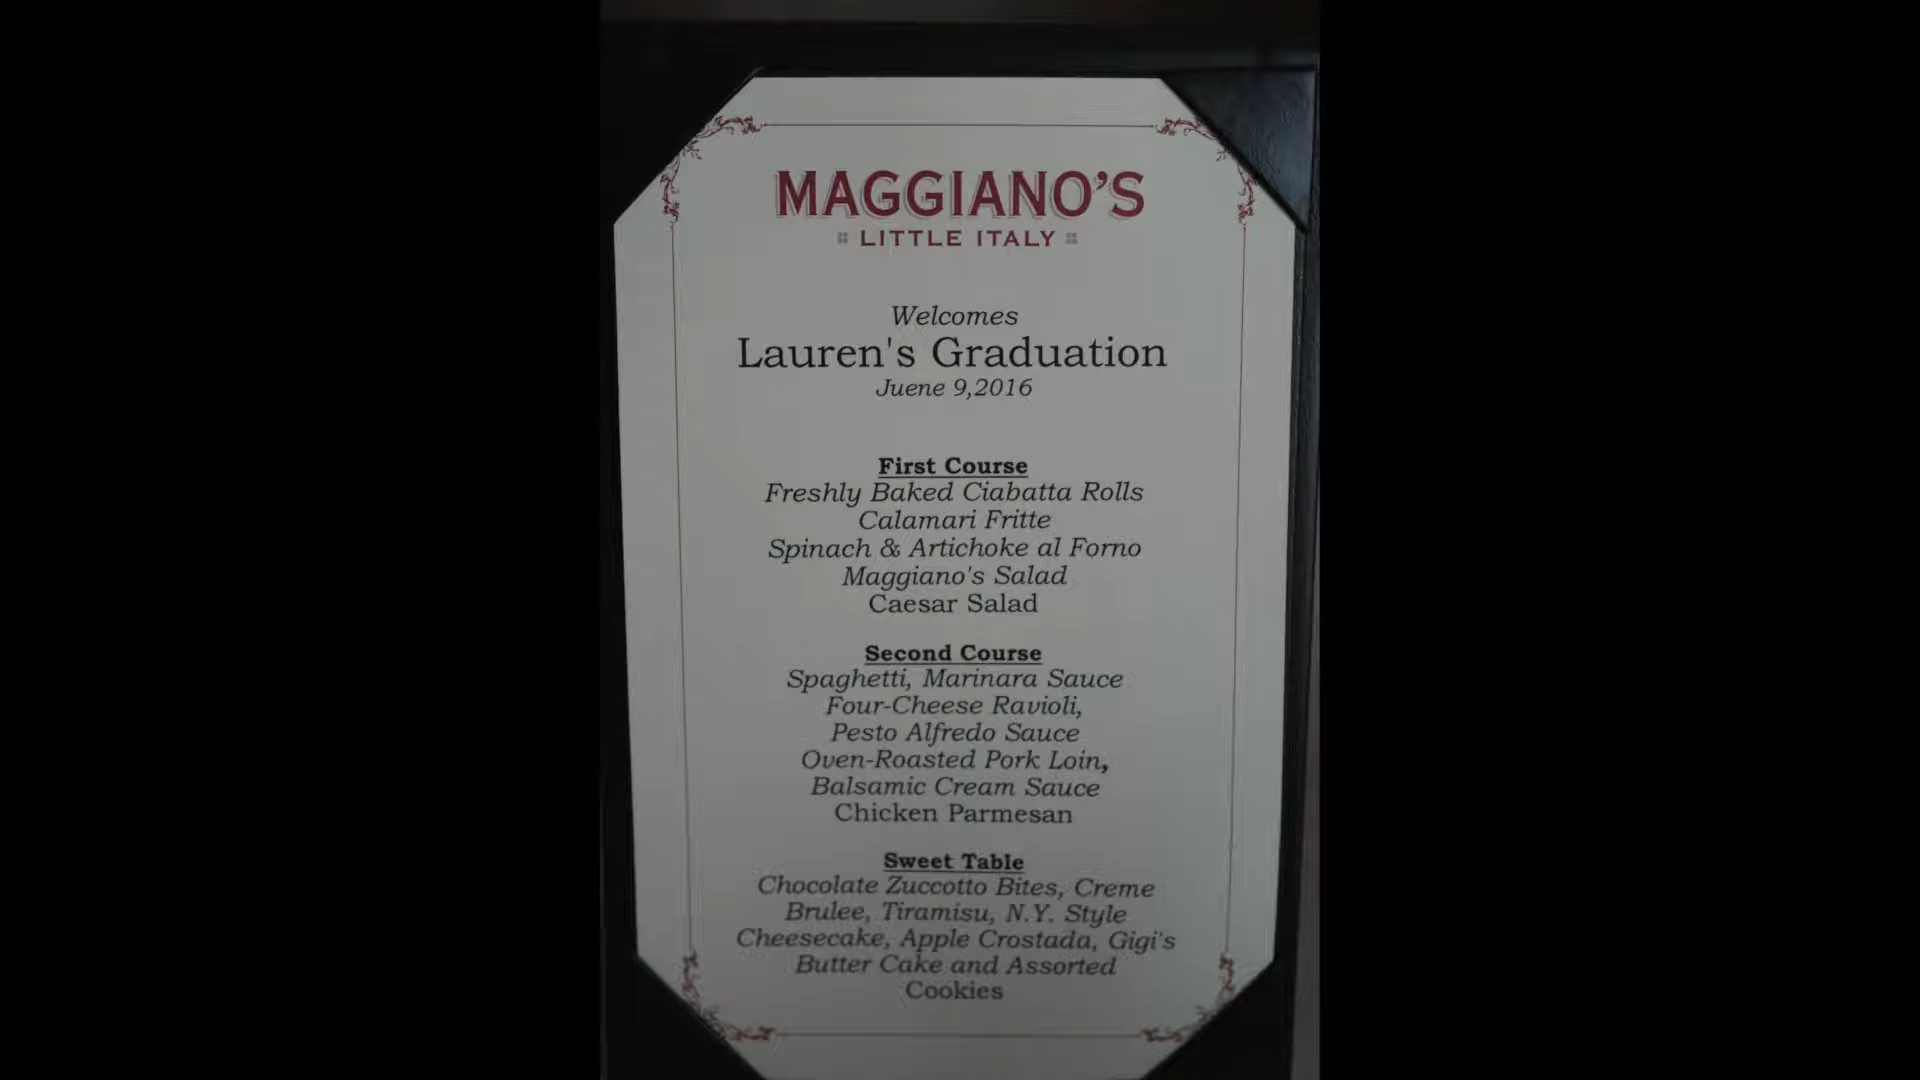 MAGGIANO'S
LITTLE ITALY
Welcomes
Lauren's Graduation
Juene 9,2016
First Course
Freshly Baked Ciabatta Rolls
Calamari Fritte
Spinach & Artichoke al Forno
Maggiano's Salad
Caesar Salad
Second Course
Spaghetti, Marinara Sauce
Four-Cheese Ravioli,
Pesto Alfredo Sauce
Oven-Roasted Pork Loin,
Balsamic Cream Sauce
Chicken Parmesan
Sweet Table
Chocolate Zuccotto Bites, Creme
Brulee, Tiramisu, N.Y. Style
Cheesecake, Apple Crostada, Gigi's
Butter Cake and Assorted
Cookies